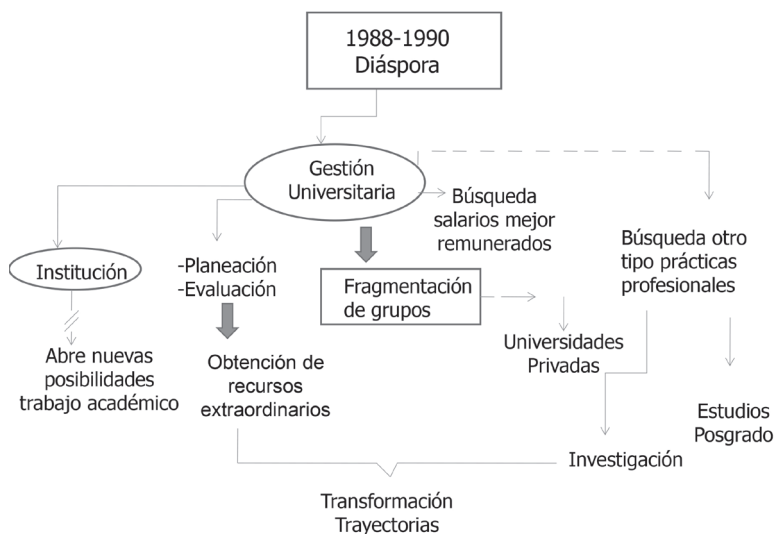 1988-1990
Diáspora
Gestión
Universitaria
Búsqueda
salarios mejor
remunerados
Búsqueda otro
tipo prácticas
profesionales
Institución
-Planeación
-Evaluación
Fragmentación
de grupos
Universidades
Privadas
Abre nuevas
posibilidades
trabajo académico
Obtención de
recursos
extraordinarios
Estudios
Posgrado
Investigación
Transformación
Trayectorias